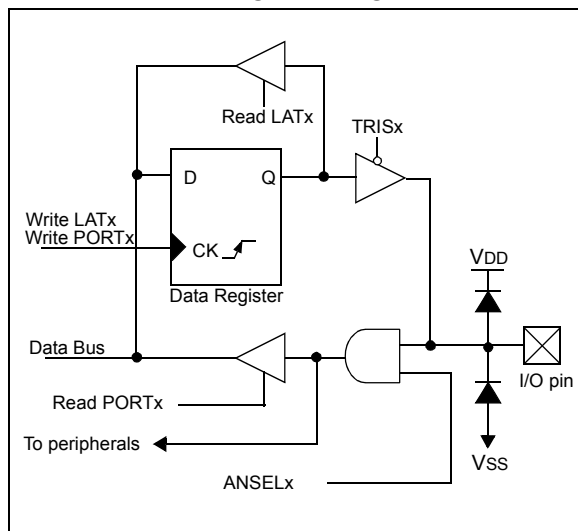 Read LATx
TRISx
D Q
Write LATx
Write PORTx
CK
VDD
Data Register
Data Bus
I/O pin
Read PORTx
To peripherals
VSS
ANSELx